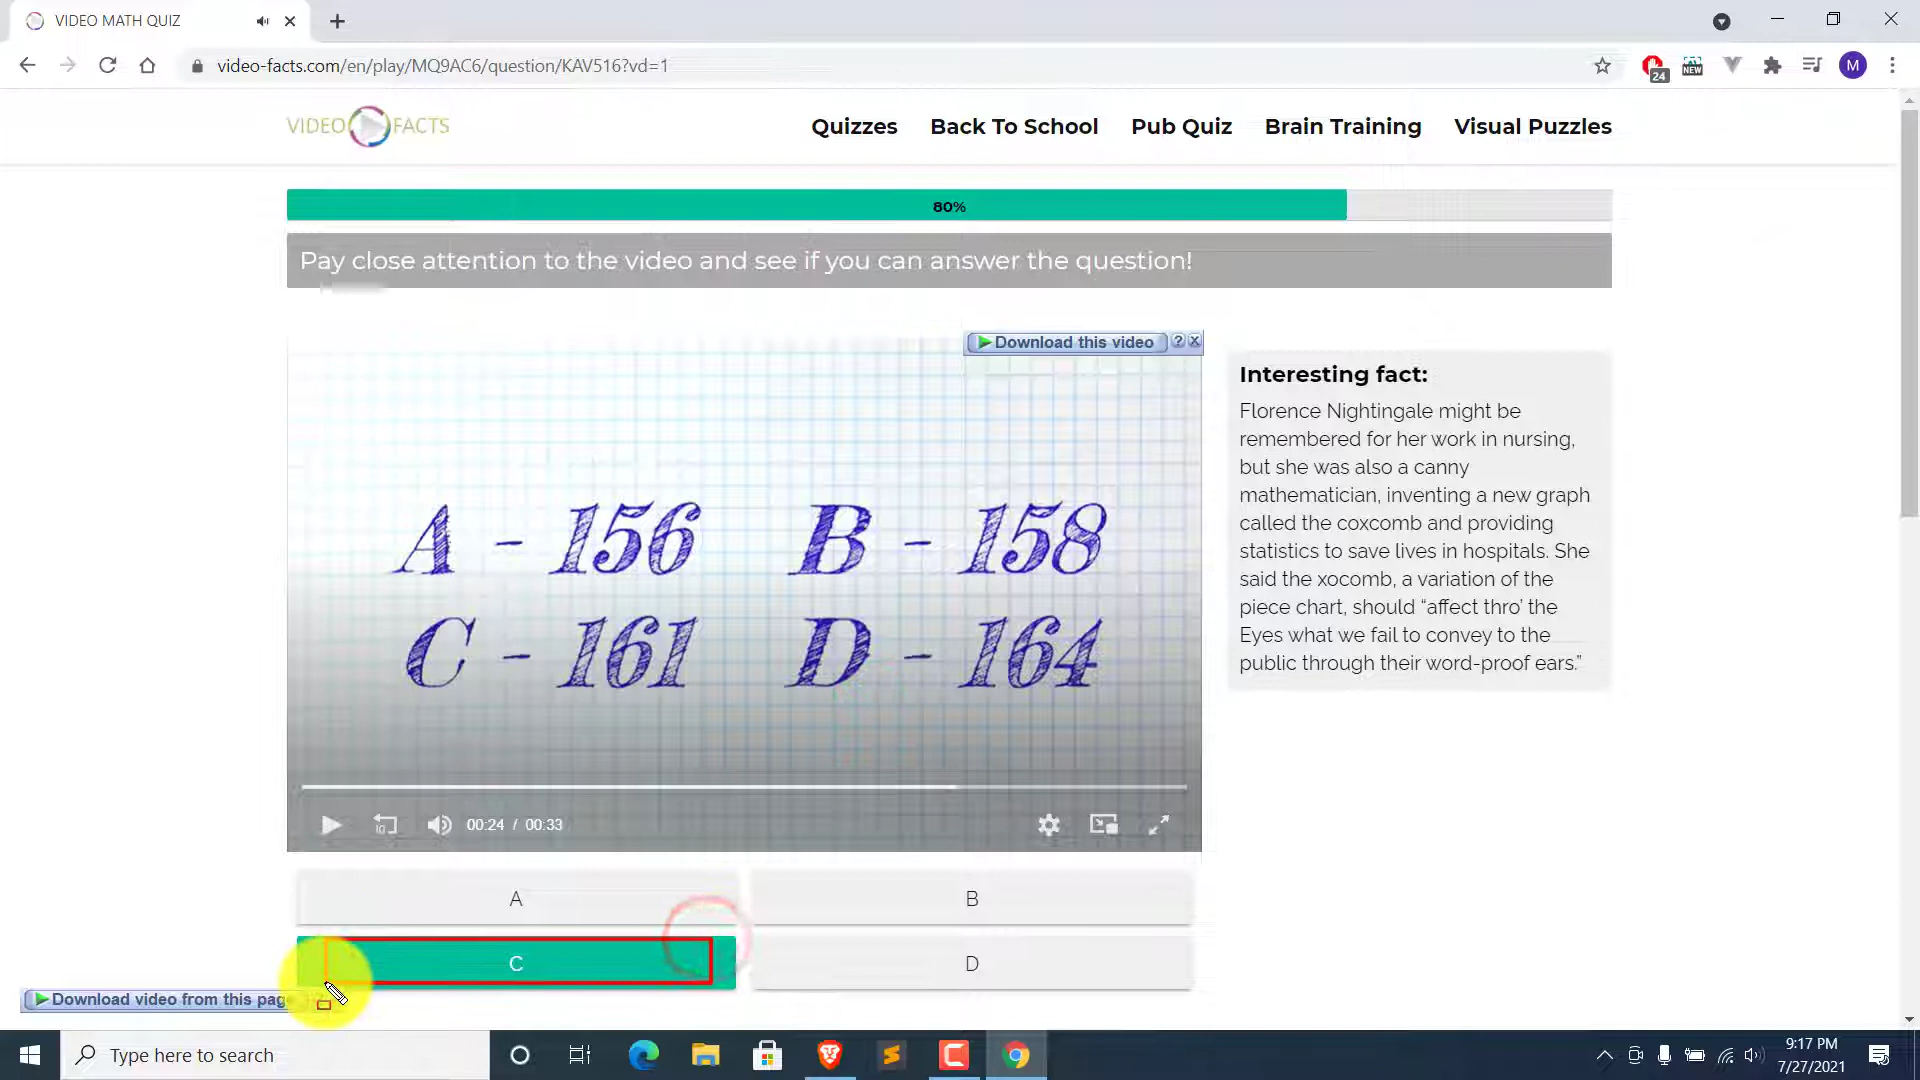 VIDEO MATH QUIZ
video-facts.com/en/play/MQ9AC6/question/KAV516?vd=1
24
NEW
M
VIDEO FACTS
Quizzes
Back To School
Pub Quiz
Brain Training
Visual Puzzles
80%
Pay close attention to the video and see if you can answer the question!
Download this video
?
A - 156 B - 158
C - 161 D - 164
10
00:24 / 00:33
Interesting fact:
Florence Nightingale might be
remembered for her work in nursing,
but she was also a canny
mathematician, inventing a new graph
called the coxcomb and providing
statistics to save lives in hospitals. She
said the xocomb, a variation of the
piece chart, should “affect thro’ the
Eyes what we fail to convey to the
public through their word-proof ears.”
A
B
C
D
Download video from this page
Type here to search
9:17 PM
7/27/2021